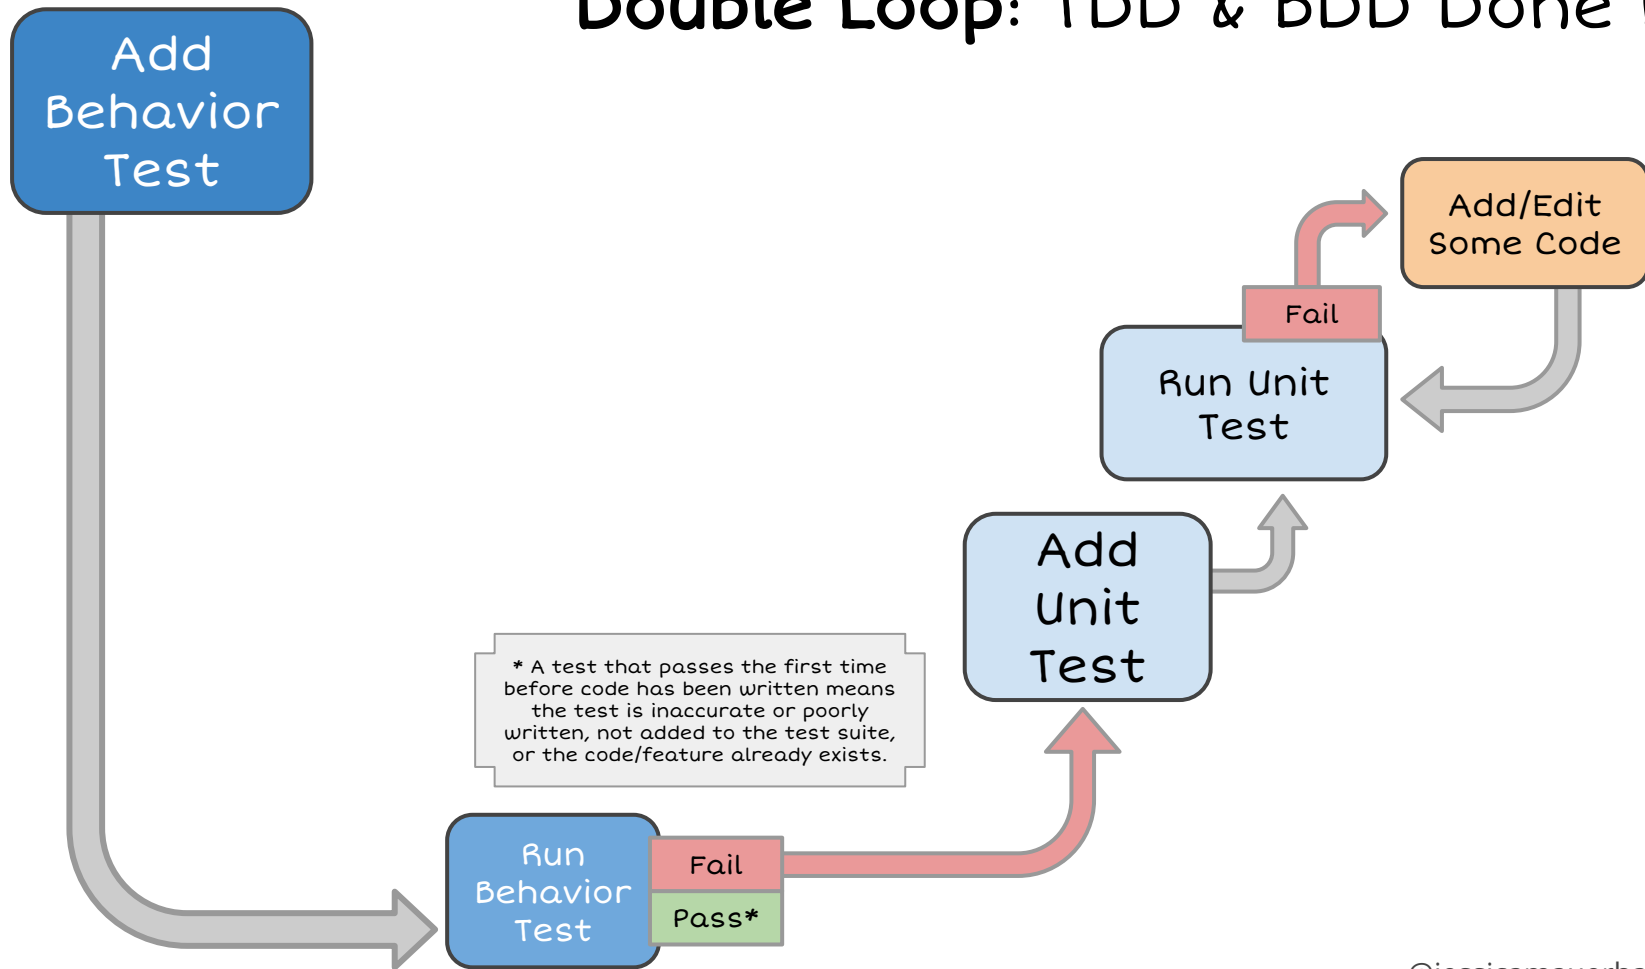 Double Loop: TDD & BDD Done
Add
Behavior
Test
Add/Edit
Some Code
Fail
Run Unit
Test
Add
Unit
Test
* A test that passes the first time
before code has been written means
the test is inaccurate or poorly
written, not added to the test suite,
or the code/feature already exists.
Run
Behavior
Test
Fail
Pass*